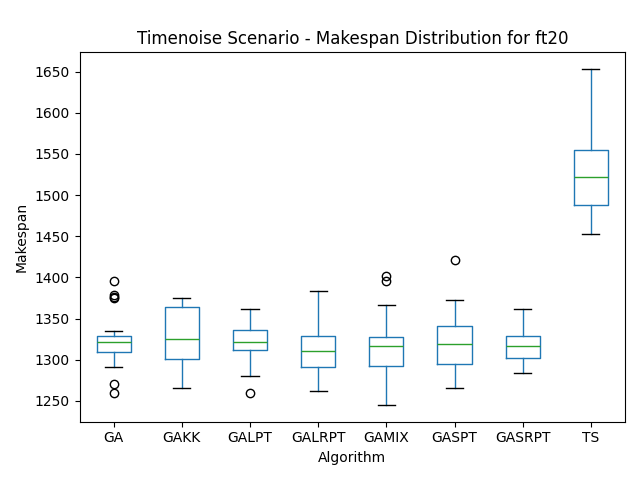 Timenoise Scenario - Makespan Distribution for ft20
Makespan
1650
1600
1550
1500
1450
1400
1350
1300
1250
GA GAKK GALPT GALRPT GAMIX GASPT GASRPT TS
Algorithm